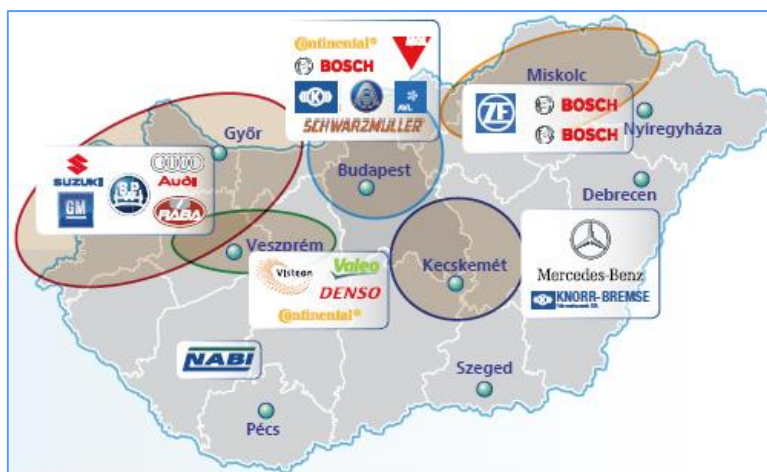 Continental
BOSCH
AVL
SCHWARZMÜLLER
Miskolc
ZF
BOSCH
BOSCH
Nyíregyháza
Győr
SUZUKI
Audi
GM
RÁBA
Budapest
Debrecen
Veszprém
Visteon
Valeo
DENSO
Continental
Kecskemét
Mercedes-Benz
KNORR-BREMSE
NABI
Szeged
Pécs